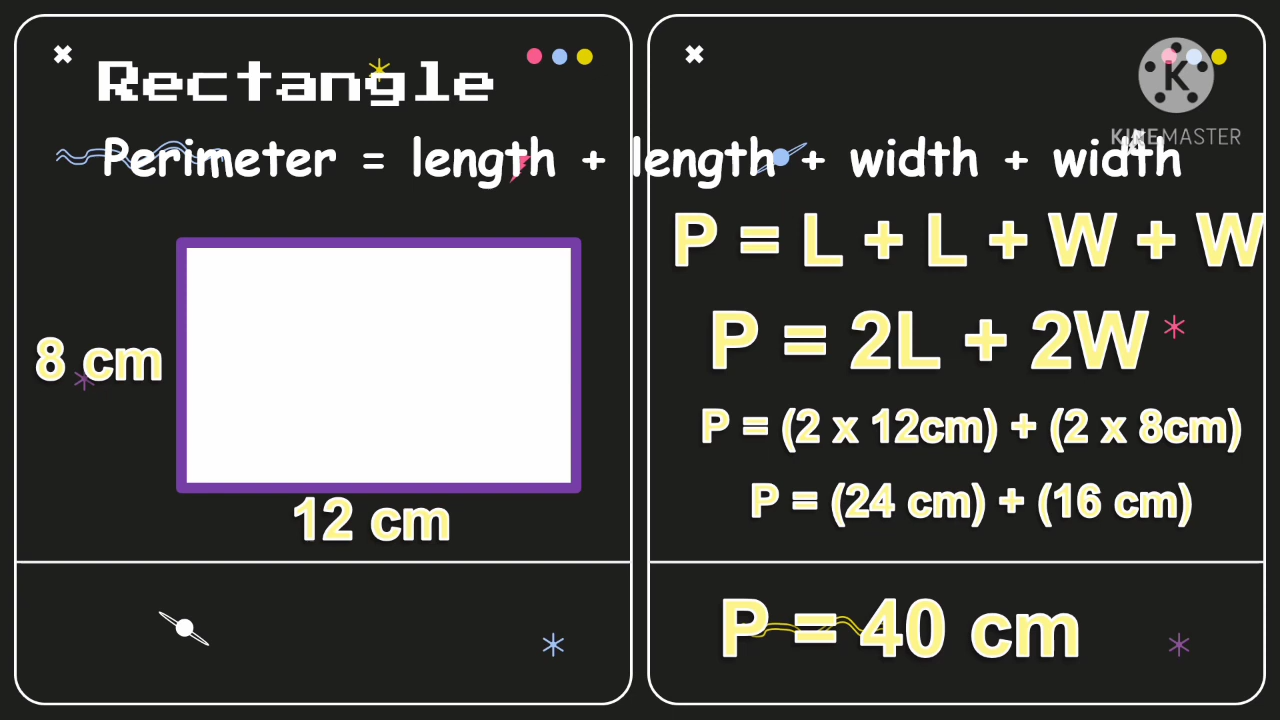 Rectangle
K
KINEMASTER
Perimeter = length + length + width + width
P = L + L + W + W
P = 2L + 2W
8 cm
P = (2 x 12cm) + (2 x 8cm)
P = (24 cm) + (16 cm)
12 cm
P = 40 cm